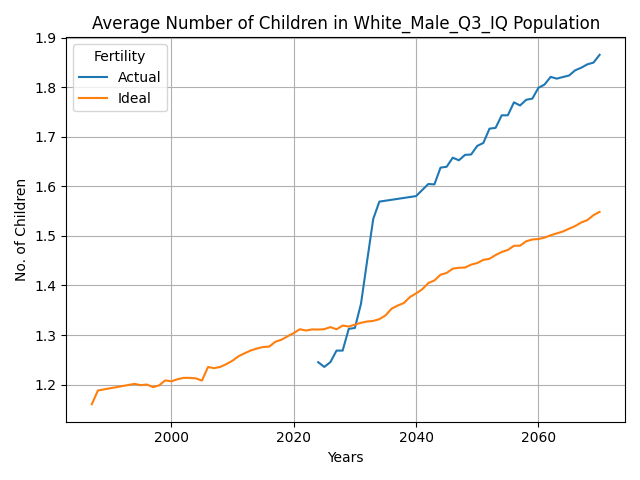 Average Number of Children in White_Male_Q3_IQ Population
Fertility
Actual
Ideal
No. of Children
1.9
1.8
1.7
1.6
1.5
1.4
1.3
1.2
2000
2020
2040
2060
Years